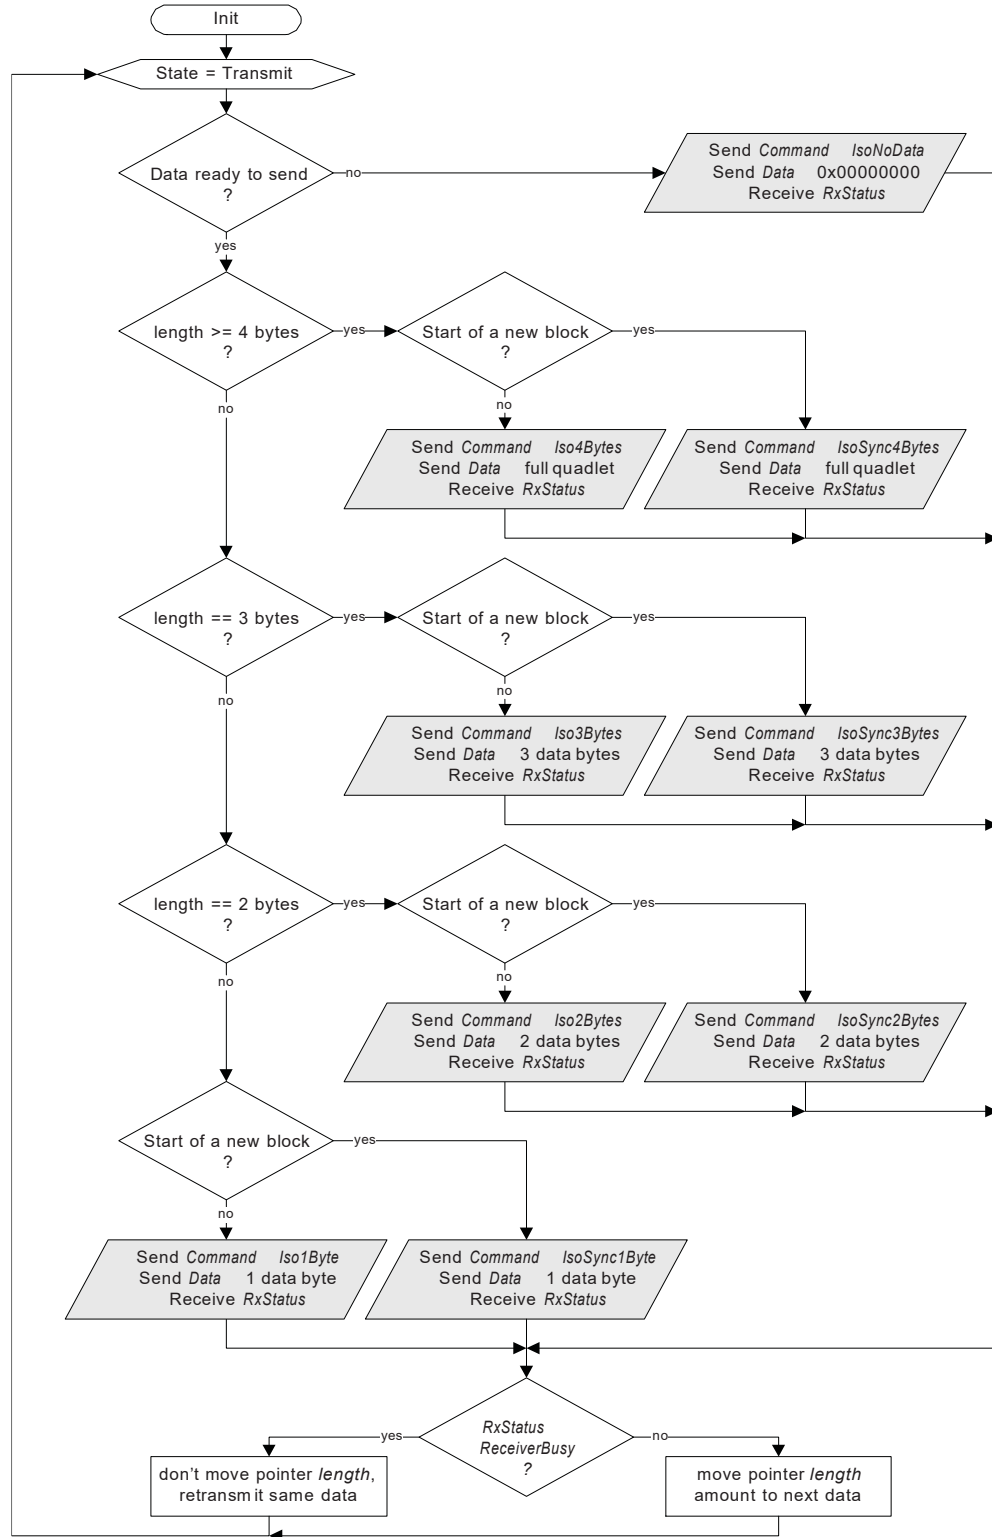 Init
State = Transmit
Data ready to send
?
no
Send Command IsoNoData
Send Data 0x00000000
Receive RxStatus
yes
length >= 4 bytes
?
yes
Start of a new block
?
yes
no
no
Send Command Iso4Bytes
Send Data full quadlet
Receive RxStatus
Send Command IsoSync4Bytes
Send Data full quadlet
Receive RxStatus
length == 3 bytes
?
yes
Start of a new block
?
yes
no
no
Send Command Iso3Bytes
Send Data 3 data bytes
Receive RxStatus
Send Command IsoSync3Bytes
Send Data 3 data bytes
Receive RxStatus
length == 2 bytes
?
yes
Start of a new block
?
yes
no
no
Send Command Iso2Bytes
Send Data 2 data bytes
Receive RxStatus
Send Command IsoSync2Bytes
Send Data 2 data bytes
Receive RxStatus
Start of a new block
?
yes
no
Send Command Iso1Byte
Send Data 1 data byte
Receive RxStatus
Send Command IsoSync1Byte
Send Data 1 data byte
Receive RxStatus
RxStatus
ReceiverBusy
?
yes
no
don't move pointer length,
retransmit same data
move pointer length
amount to next data